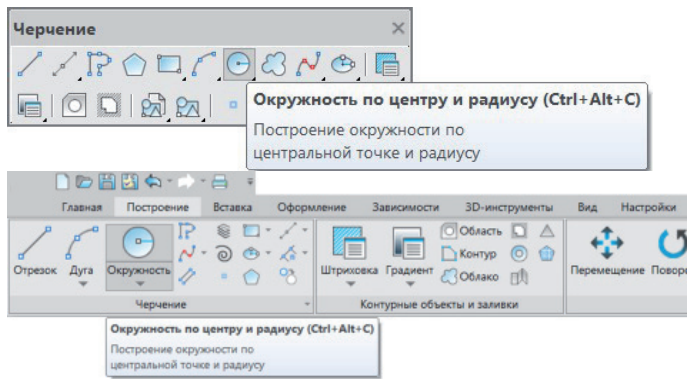 Черчение
Окружность по центру и радиусу (Ctrl+Alt+C)
Построение окружности по
центральной точке и радиусу
Главная Построение Вставка Оформление Зависимости 3D-инструменты Вид Настройки
Отрезок Дуга Окружность Штриховка Градиент Область Контур Облако Перемещение Повор
Черчение Контурные объекты и заливки
Окружность по центру и радиусу (Ctrl+Alt+C)
Построение окружности по
центральной точке и радиусу